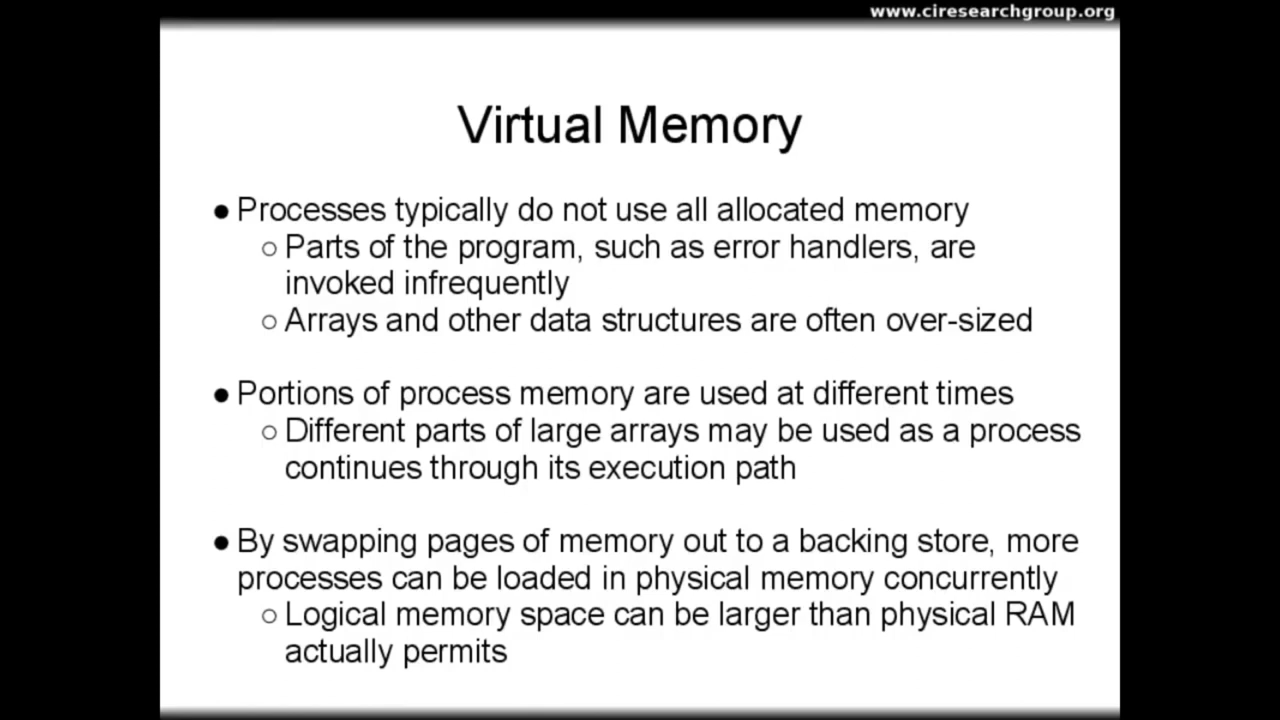 www.ciresearchgroup.org
Virtual Memory
● Processes typically do not use all allocated memory
○ Parts of the program, such as error handlers, are
invoked infrequently
○ Arrays and other data structures are often over-sized
● Portions of process memory are used at different times
○ Different parts of large arrays may be used as a process
continues through its execution path
● By swapping pages of memory out to a backing store, more
processes can be loaded in physical memory concurrently
○ Logical memory space can be larger than physical RAM
actually permits